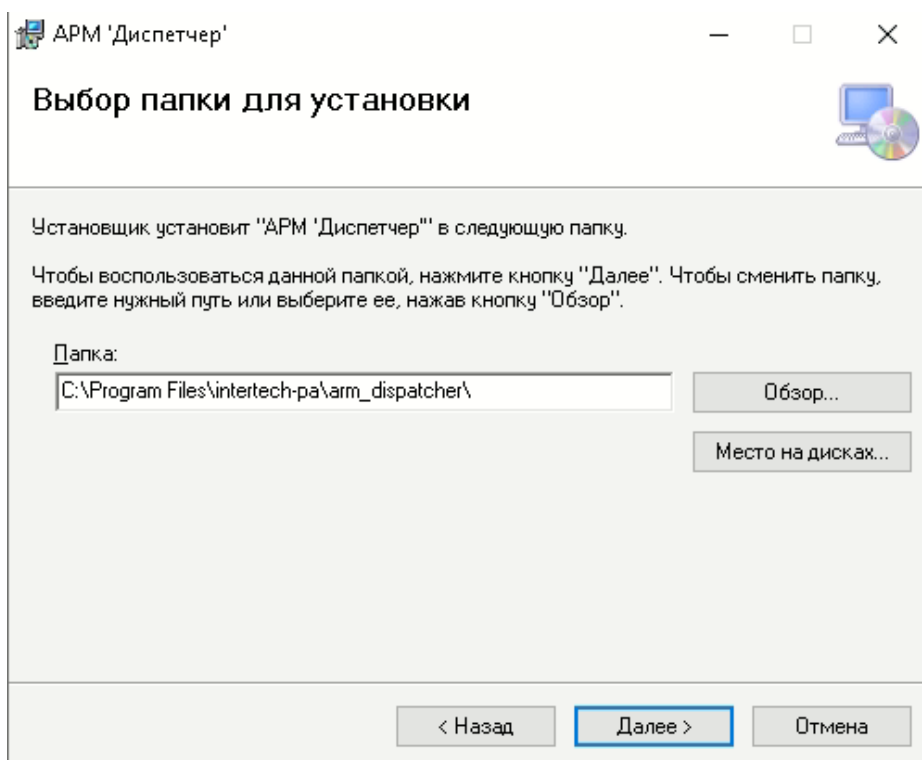 АРМ 'Диспетчер'
Выбор папки для установки
Установщик установит "АРМ 'Диспетчер'" в следующую папку.
Чтобы воспользоваться данной папкой, нажмите кнопку "Далее". Чтобы сменить папку,
введите нужный путь или выберите ее, нажав кнопку "Обзор".
Папка:
C:\Program Files\intertech-pa\arm_dispatcher\
Обзор...
Место на дисках...
< Назад
Далее >
Отмена